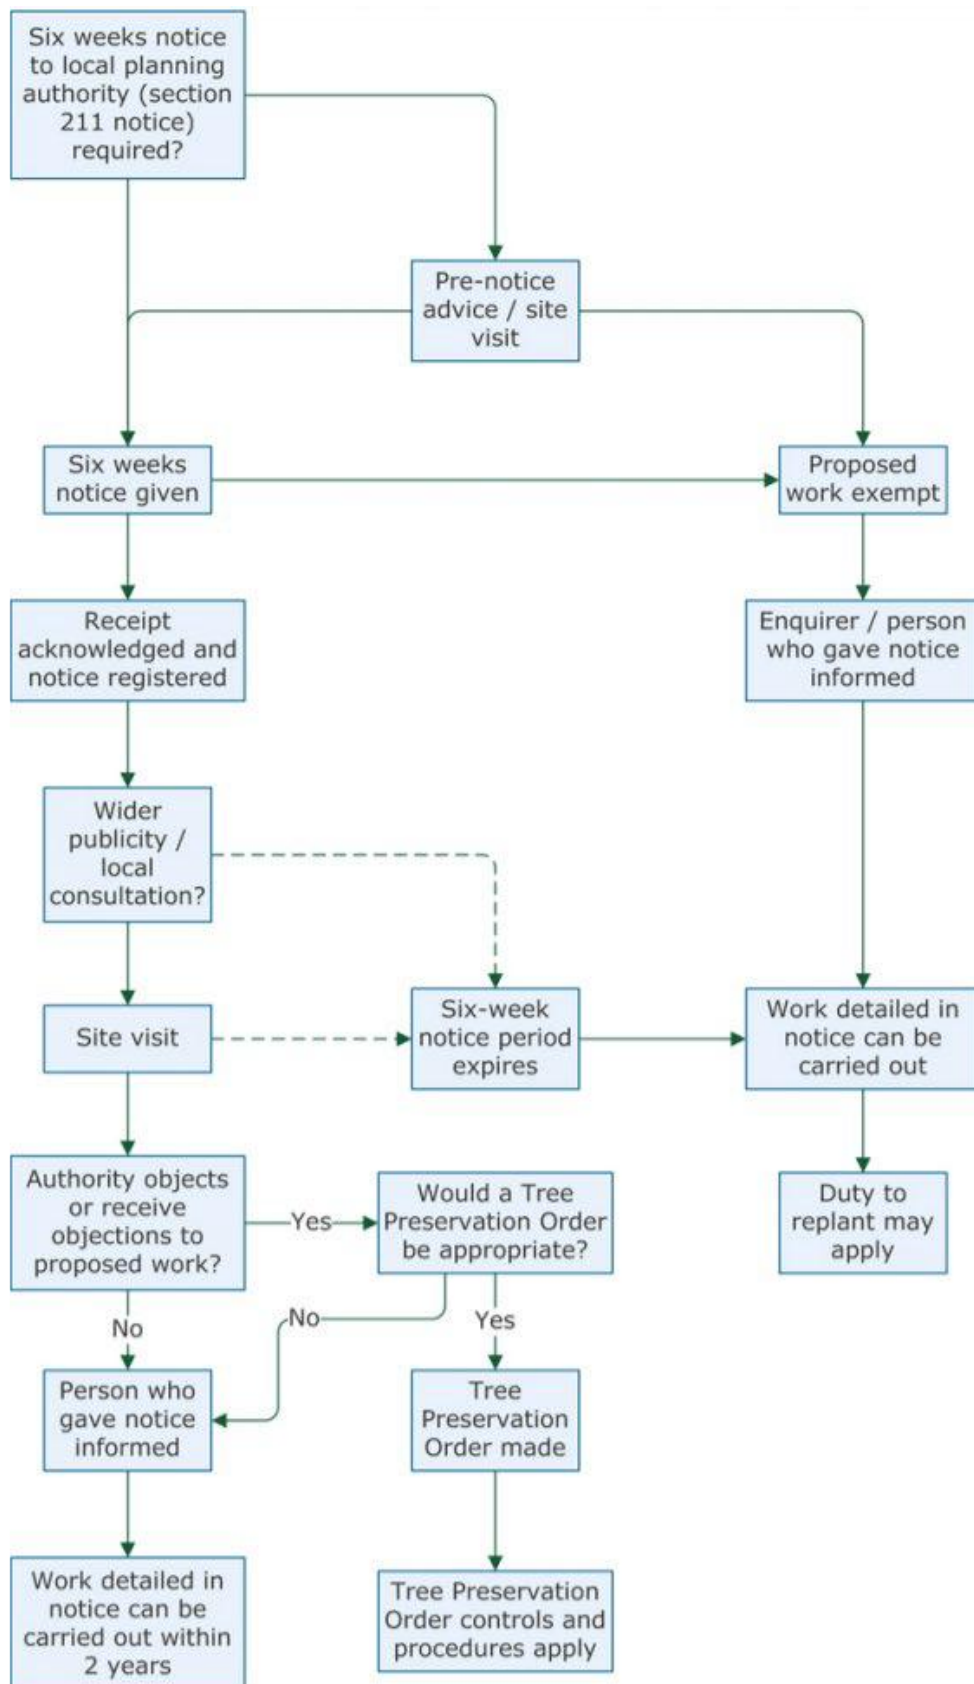 Six weeks notice
to local planning
authority (section
211 notice)
required?
Pre-notice
advice / site
visit
Six weeks
notice given
Proposed
work exempt
Receipt
acknowledged and
notice registered
Enquirer / person
who gave notice
informed
Wider
publicity /
local
consultation?
Site visit
Six-week
notice period
expires
Work detailed in
notice can be
carried out
Authority objects
or receive
objections to
proposed work?
Yes
Would a Tree
Preservation Order
be appropriate?
Duty to
replant may
apply
No
No
Yes
Person who
gave notice
informed
Tree
Preservation
Order made
Work detailed in
notice can be
carried out within
2 years
Tree Preservation
Order controls and
procedures apply